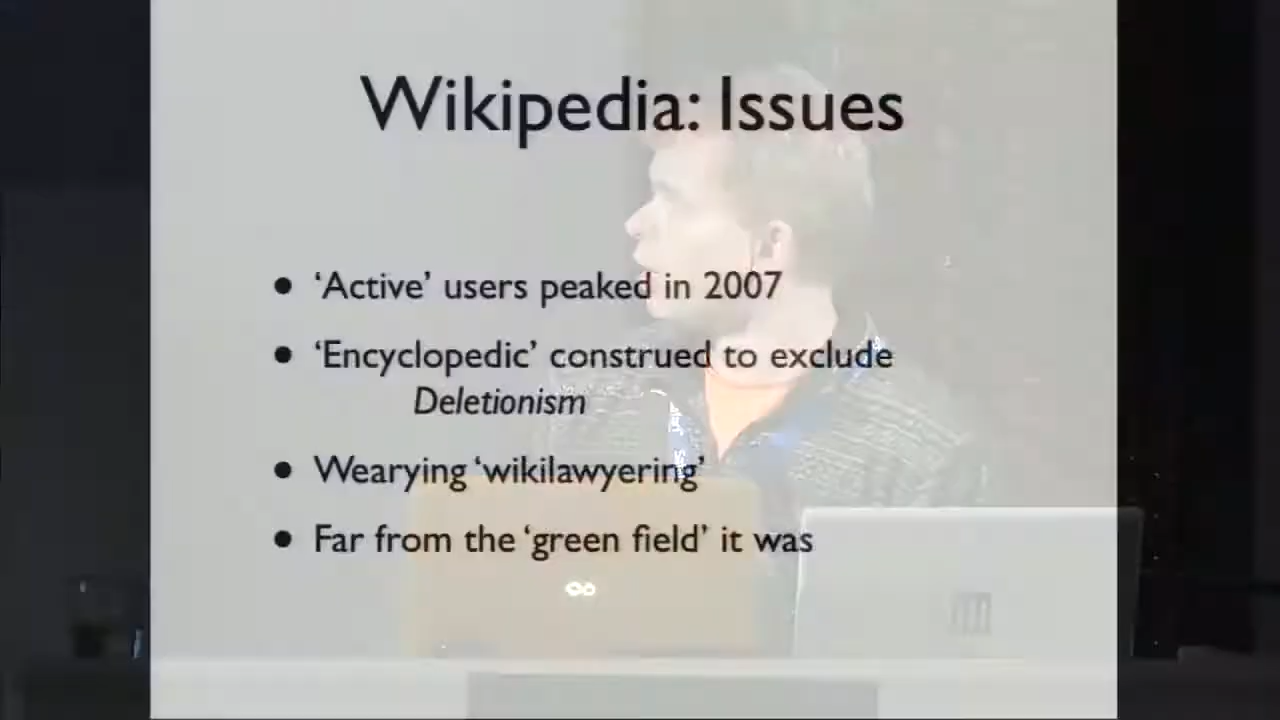 Wikipedia: Issues
● ‘Active’ users peaked in 2007
● ‘Encyclopedic’ construed to exclude
Deletionism
● Wearying ‘wikilawyering’
● Far from the ‘green field’ it was